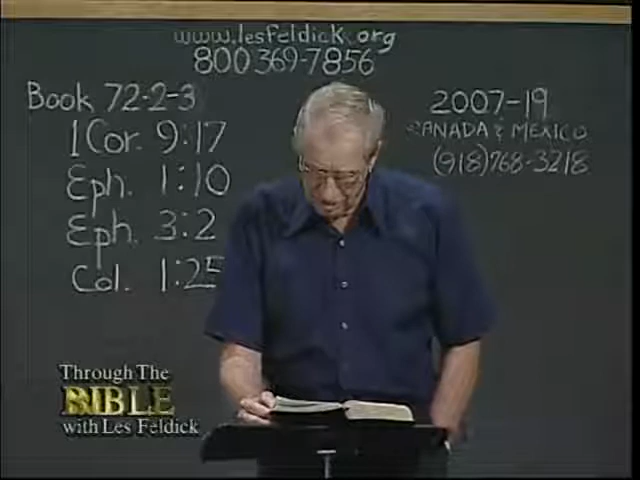 www.lesfeldick.org
800 369-7856
Book 72-2-3
1 Cor. 9:17
Eph. 1:10
Eph. 3:2
Col. 1:25
2007-19
CANADA & MEXICO
(918)768-3218
Through The
BIBLE
with Les Feldick